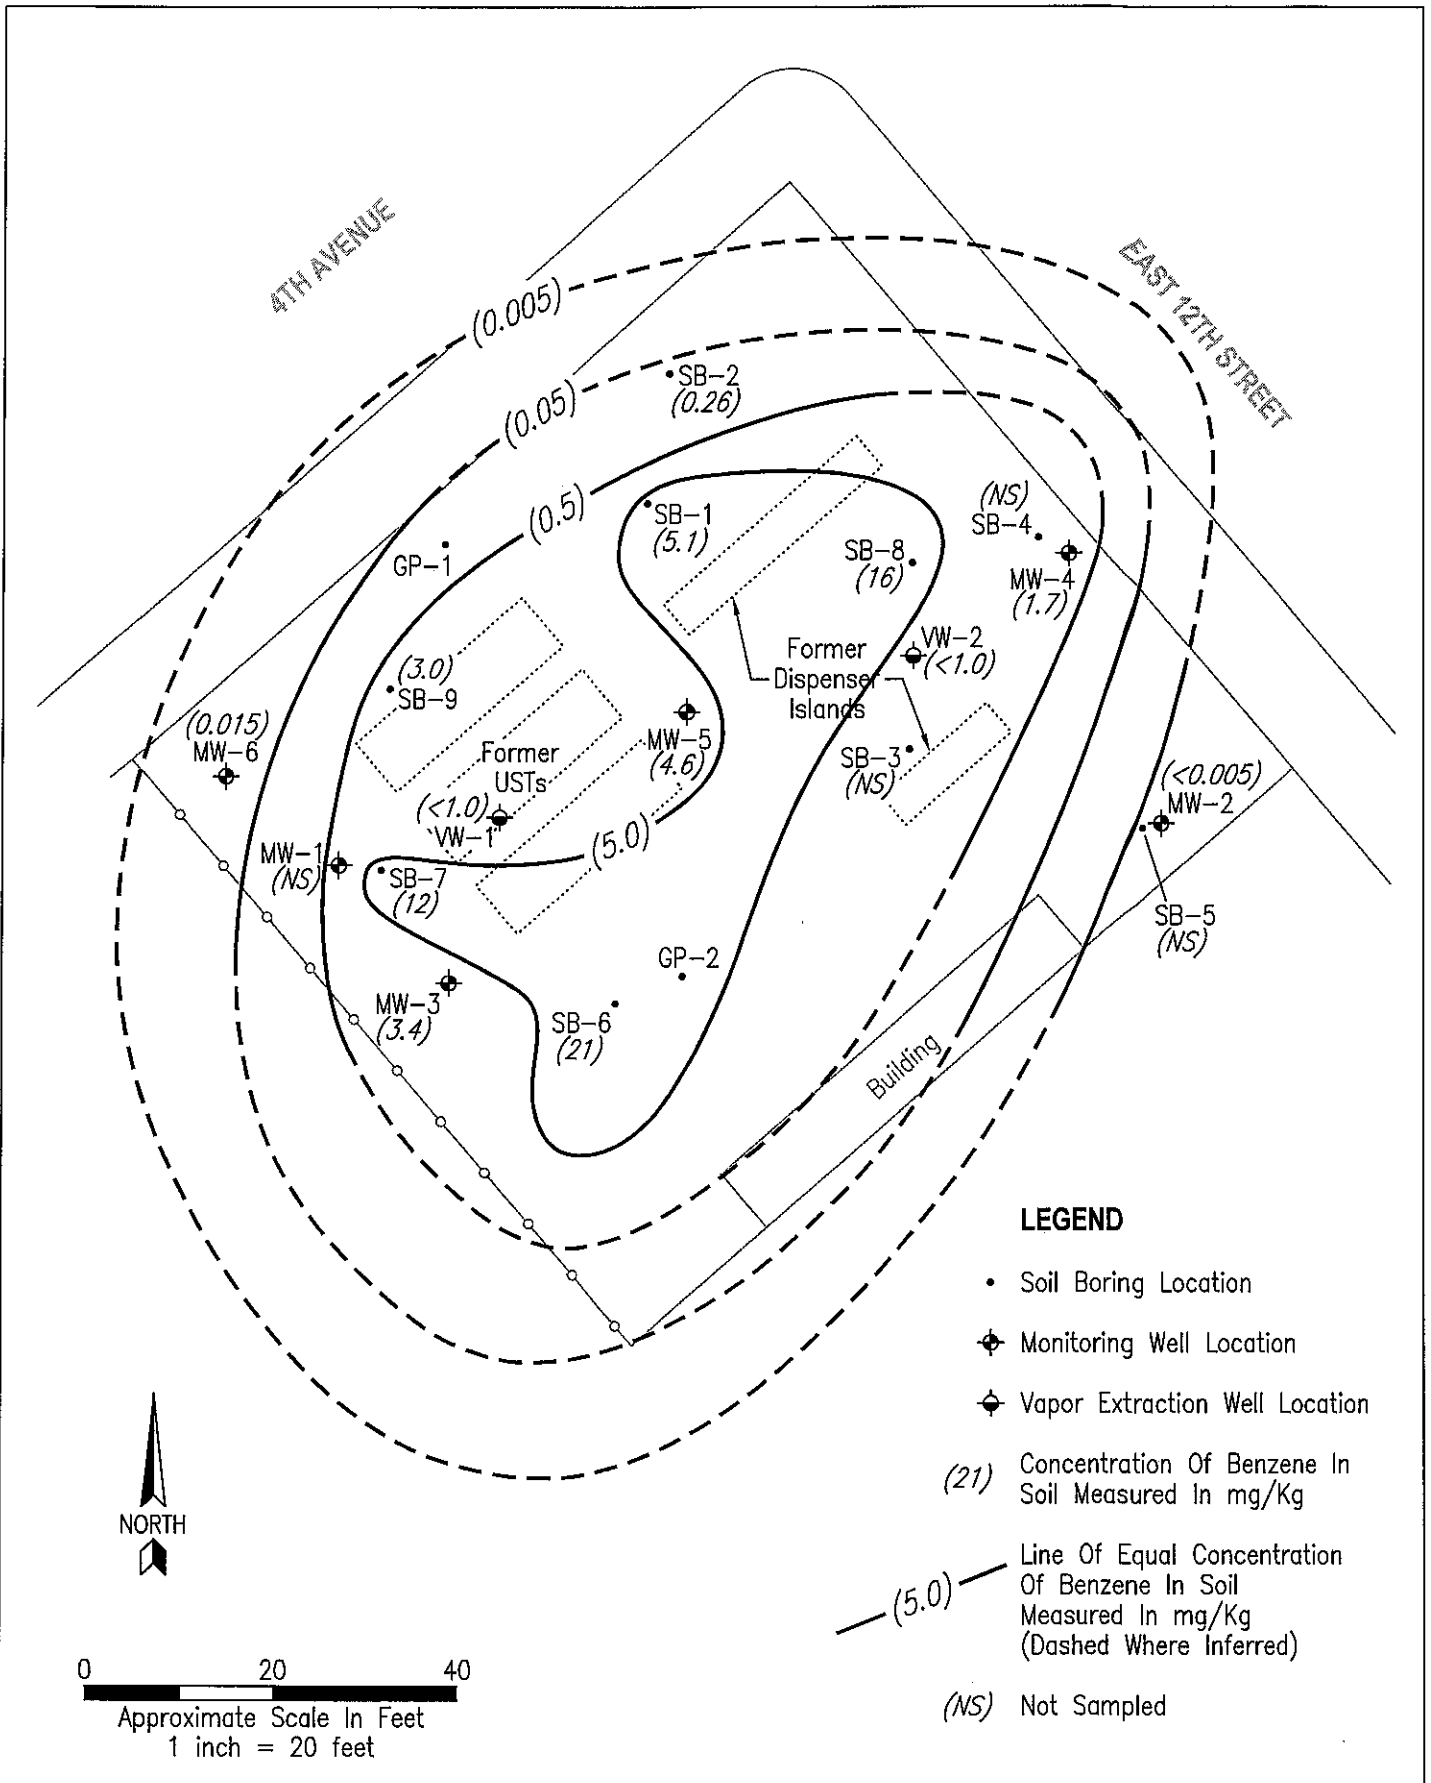 4TH AVENUE
EAST 12TH STREET
(0.005)
(0.05)
SB-2
(0.26)
(0.5)
SB-1
(5.1)
(NS)
SB-4
GP-1
SB-8
(16)
MW-4
(1.7)
VW-2
(<1.0)
Former
Dispenser
Islands
(3.0)
SB-9
(0.015)
MW-6
MW-5
(4.6)
Former
USTs
SB-3
(NS)
(<0.005)
MW-2
(<1.0)
VW-1
(5.0)
MW-1
(NS)
SB-7
(12)
SB-5
(NS)
GP-2
MW-3
(3.4)
SB-6
(21)
Building
LEGEND
Soil Boring Location
Monitoring Well Location
Vapor Extraction Well Location
(21) Concentration Of Benzene In
Soil Measured In mg/Kg
(5.0) Line Of Equal Concentration
Of Benzene In Soil
Measured In mg/Kg
(Dashed Where Inferred)
(NS) Not Sampled
NORTH
0 20 40
Approximate Scale In Feet
1 inch = 20 feet